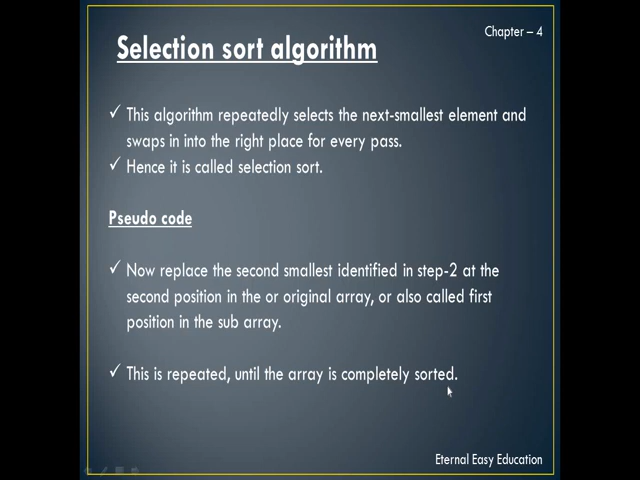 Chapter – 4
Selection sort algorithm
✓ This algorithm repeatedly selects the next-smallest element and
swaps in into the right place for every pass.
✓ Hence it is called selection sort.
Pseudo code
✓ Now replace the second smallest identified in step-2 at the
second position in the or original array, or also called first
position in the sub array.
✓ This is repeated, until the array is completely sorted.
Eternal Easy Education